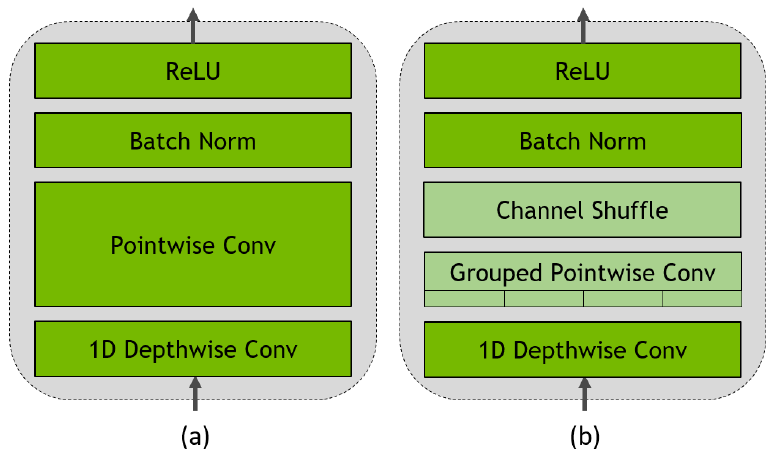 ReLU
Batch Norm
Pointwise Conv
1D Depthwise Conv
(a)
ReLU
Batch Norm
Channel Shuffle
Grouped Pointwise Conv
1D Depthwise Conv
(b)